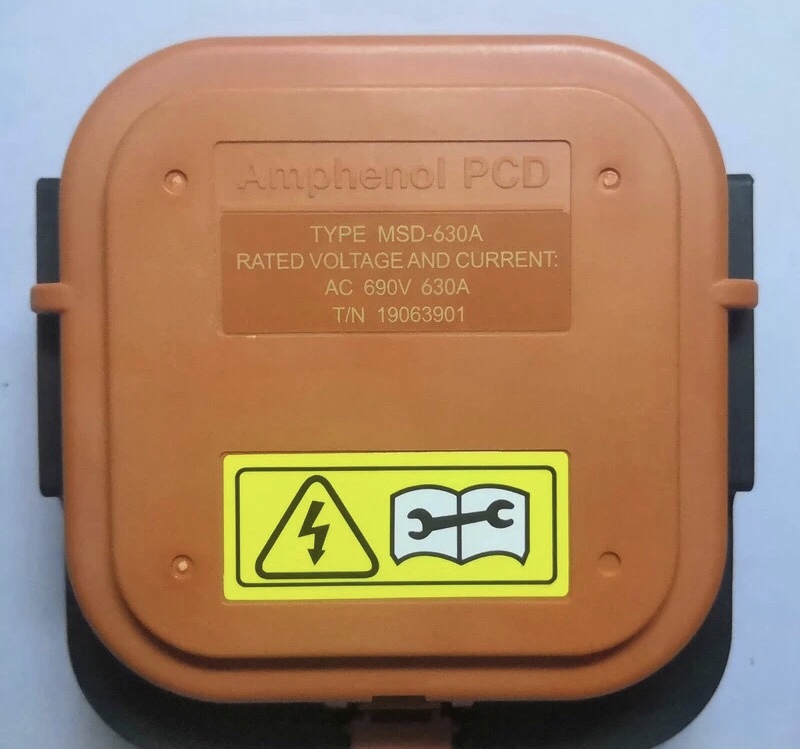 Amphenol PCD
TYPE MSD-630A
RATED VOLTAGE AND CURRENT:
AC 690V 630A
T/N 19063901